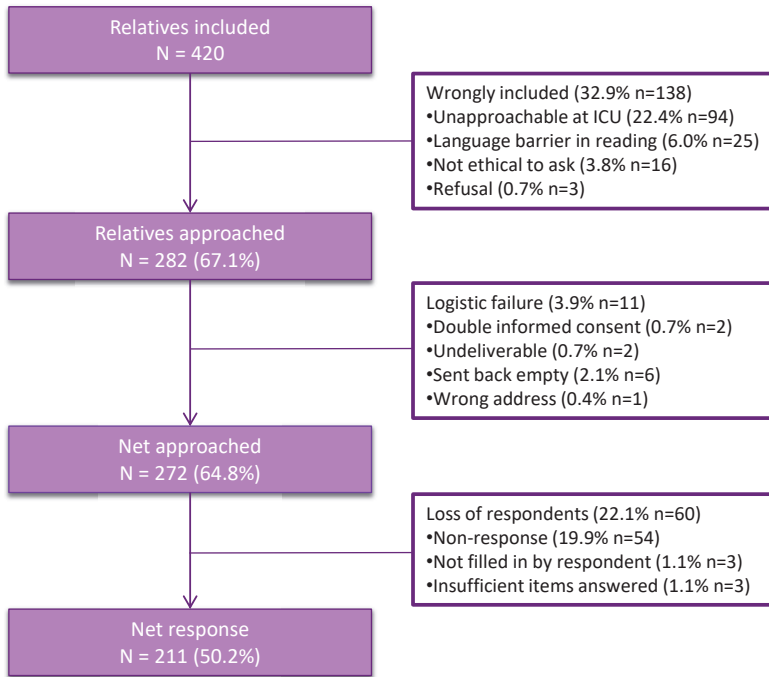 Relatives included
N = 420
Wrongly included (32.9% n=138)
•Unapproachable at ICU (22.4% n=94)
•Language barrier in reading (6.0% n=25)
•Not ethical to ask (3.8% n=16)
•Refusal (0.7% n=3)
Relatives approached
N = 282 (67.1%)
Logistic failure (3.9% n=11)
•Double informed consent (0.7% n=2)
•Undeliverable (0.7% n=2)
•Sent back empty (2.1% n=6)
•Wrong address (0.4% n=1)
Net approached
N = 272 (64.8%)
Loss of respondents (22.1% n=60)
•Non-response (19.9% n=54)
•Not filled in by respondent (1.1% n=3)
•Insufficient items answered (1.1% n=3)
Net response
N = 211 (50.2%)